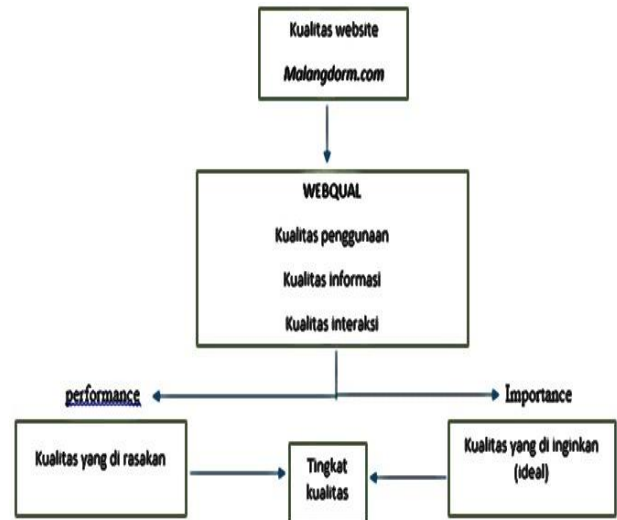 Kualitas website
Malangdorm.com
WEBQUAL
Kualitas penggunaan
Kualitas informasi
Kualitas interaksi
performance
Importance
Kualitas yang di rasakan
Tingkat
kualitas
Kualitas yang di inginkan
(ideal)